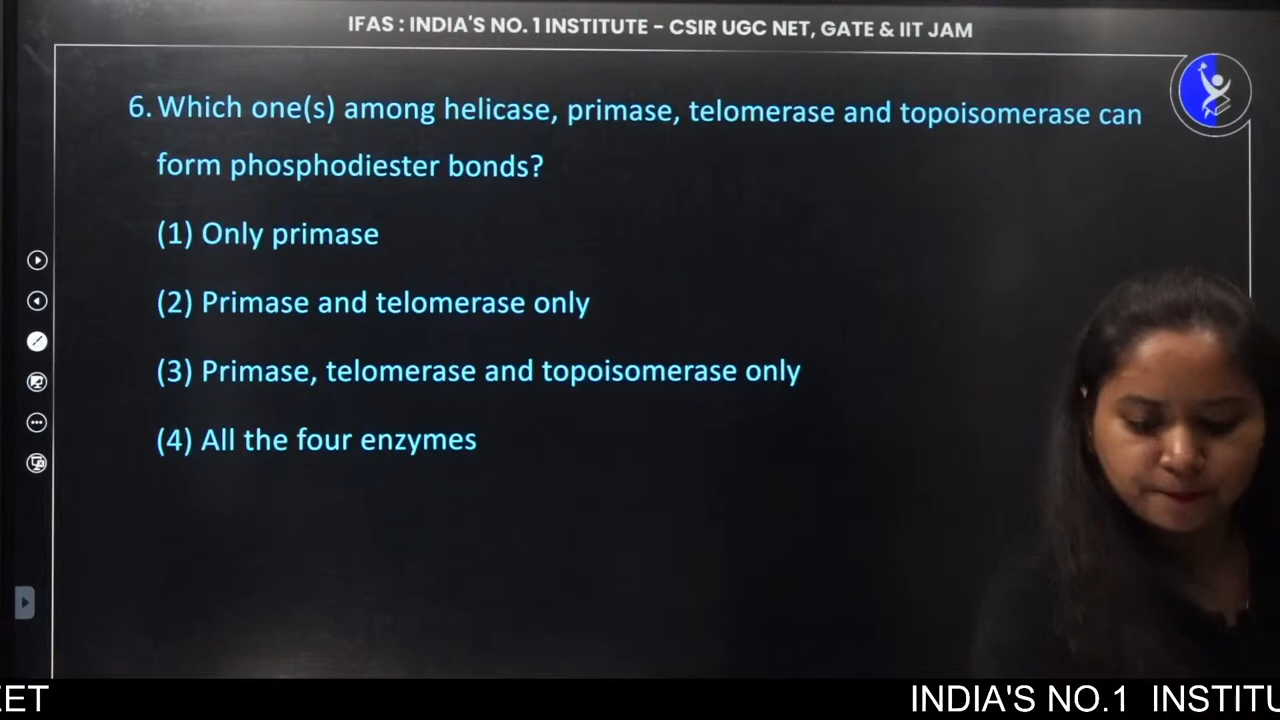 IFAS : INDIA'S NO. 1 INSTITUTE – CSIR UGC NET, GATE & IIT JAM
6. Which one(s) among helicase, primase, telomerase and topoisomerase can
form phosphodiester bonds?
(1) Only primase
(2) Primase and telomerase only
(3) Primase, telomerase and topoisomerase only
(4) All the four enzymes
INDIA'S NO.1 INSTITU